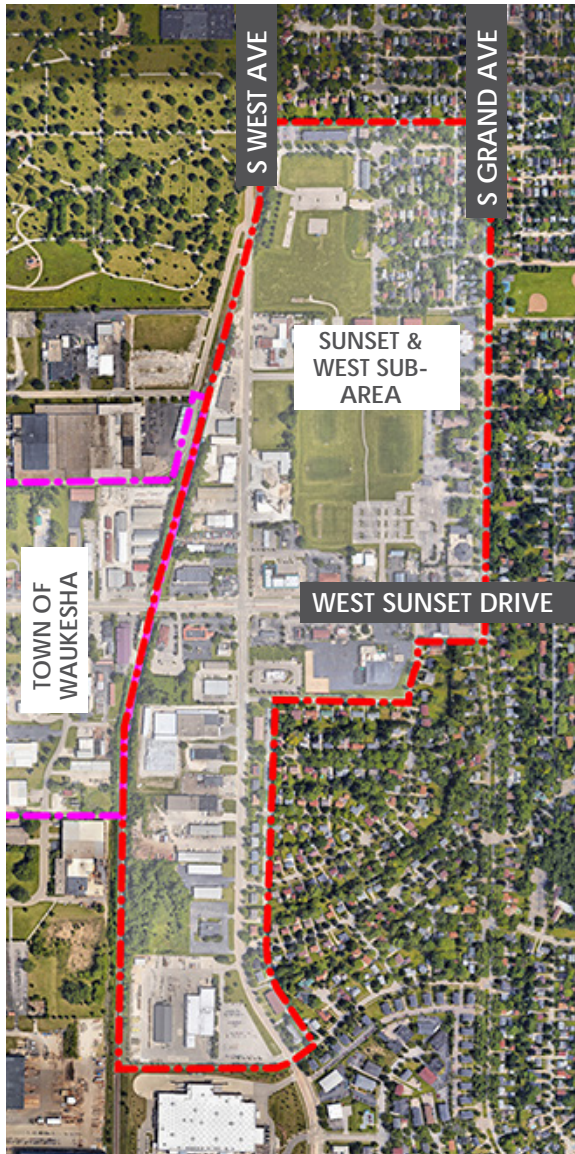 S WEST AVE
S GRAND AVE
SUNSET &
WEST SUB-
AREA
WEST SUNSET DRIVE
TOWN OF
WAUKESHA